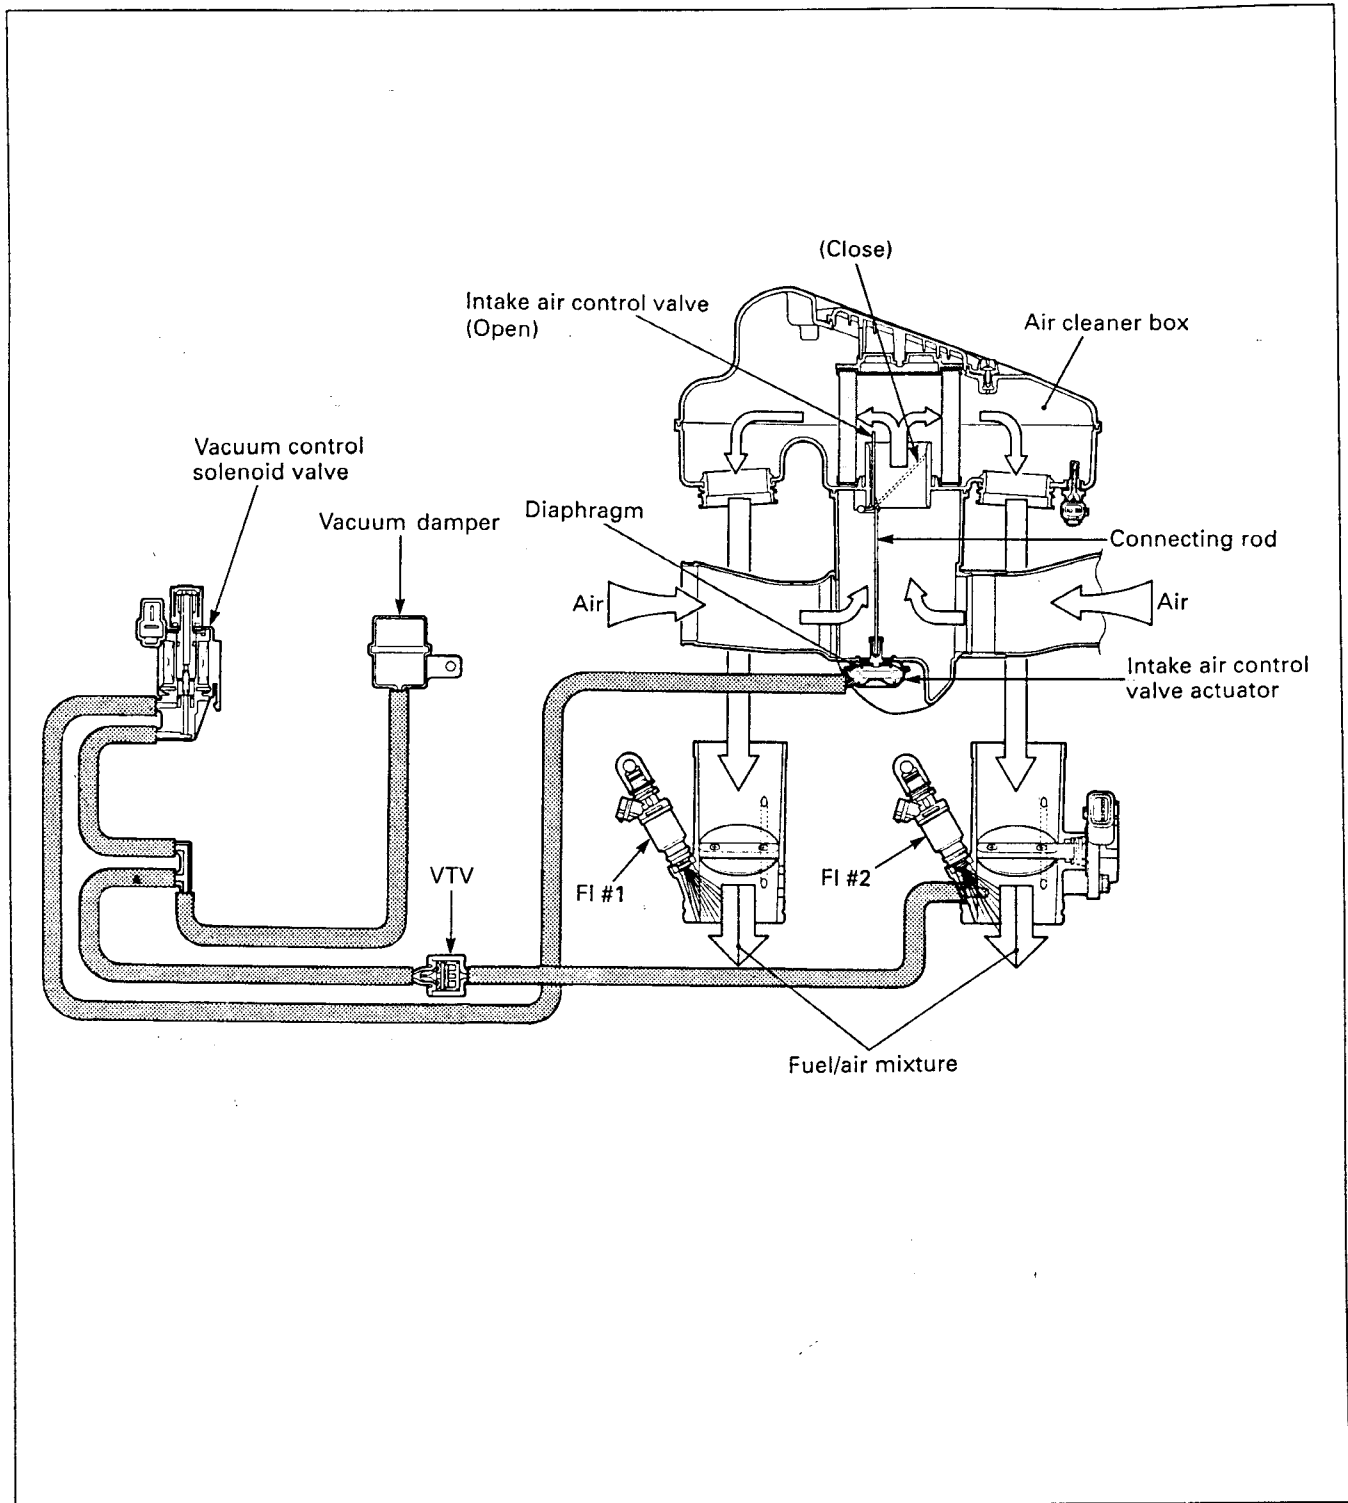 (Close)
Intake air control valve
(Open)
Air cleaner box
Vacuum control
solenoid valve
Vacuum damper
Diaphragm
Connecting rod
Air
Air
Intake air control
valve actuator
VTV
FI #1
FI #2
Fuel/air mixture